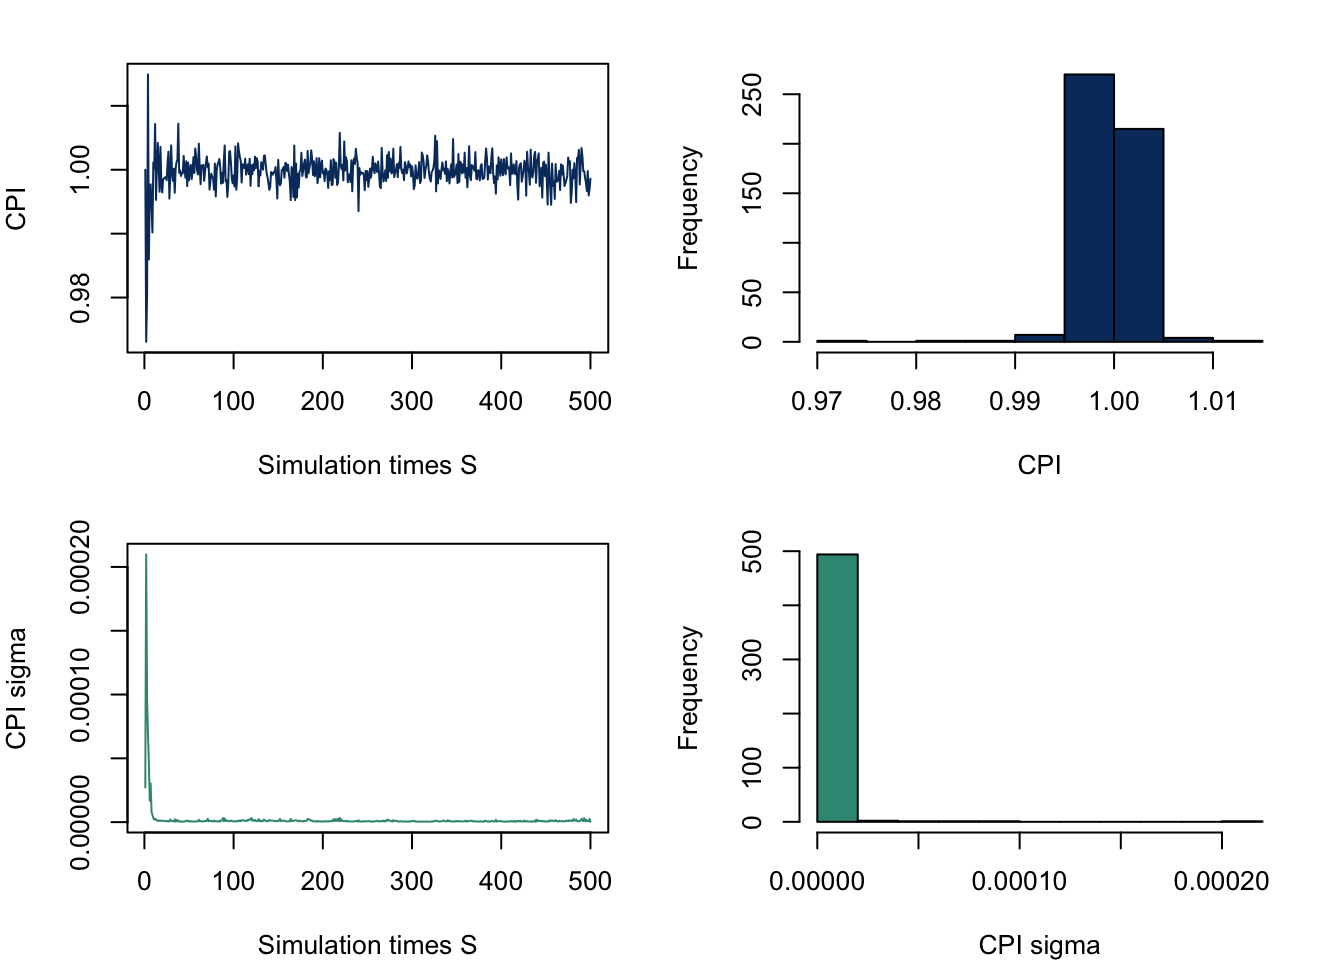 CPI
1.00
0.98
0 100 200 300 400 500
Simulation times S
Frequency
250
150
50
0
0.97 0.98 0.99 1.00 1.01
CPI
CPI sigma
0.00020
0.00010
0.00000
0 100 200 300 400 500
Simulation times S
Frequency
500
300
100
0
0.00000 0.00010 0.00020
CPI sigma